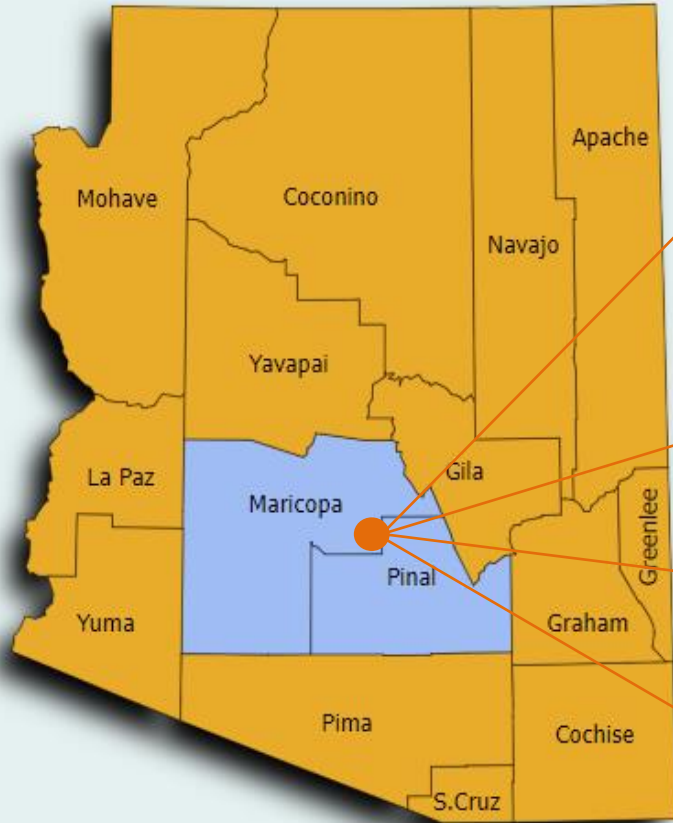 Apache
Mohave
Coconino
Navajo
Yavapai
La Paz
Gila
Maricopa
Greenlee
Pinal
Yuma
Graham
Pima
Cochise
S.Cruz